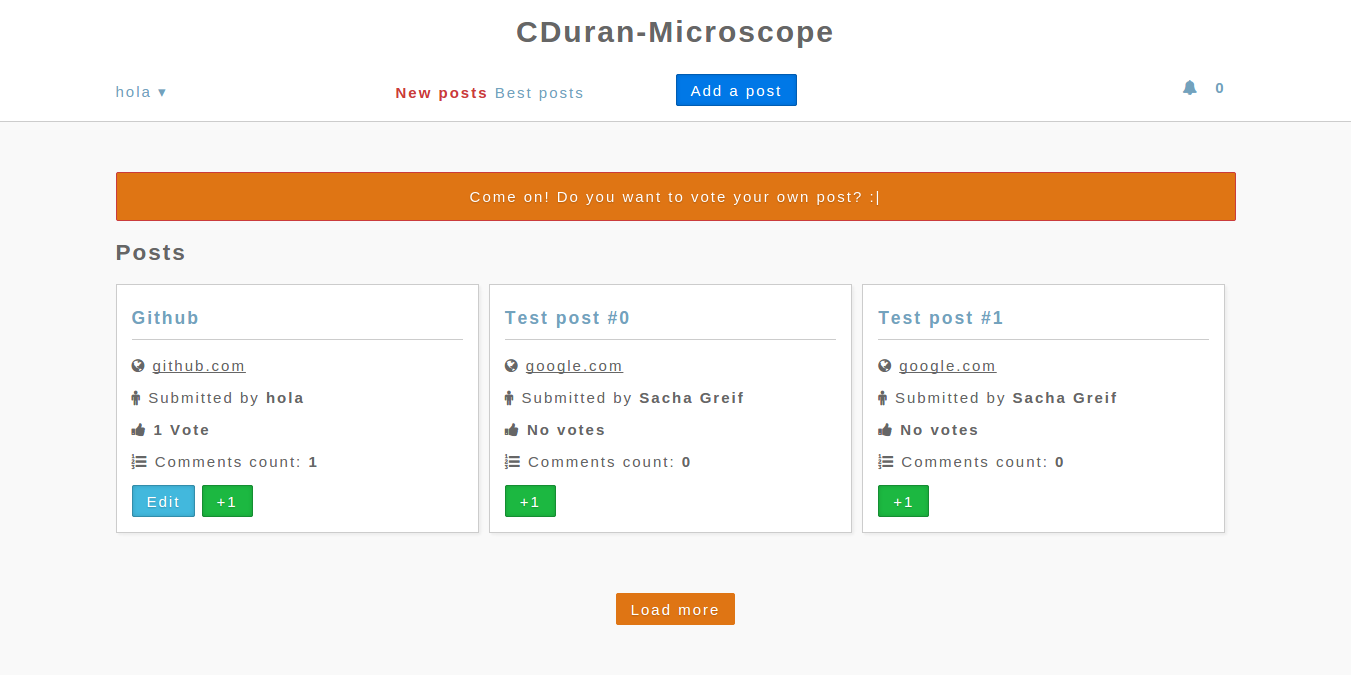 CDuran-Microscope
hola ▾
New posts Best posts
Add a post
0
Come on! Do you want to vote your own post? :|
Posts
Github
github.com
Submitted by hola
1 Vote
Comments count: 1
Edit +1
Test post #0
google.com
Submitted by Sacha Greif
No votes
Comments count: 0
+1
Test post #1
google.com
Submitted by Sacha Greif
No votes
Comments count: 0
+1
Load more